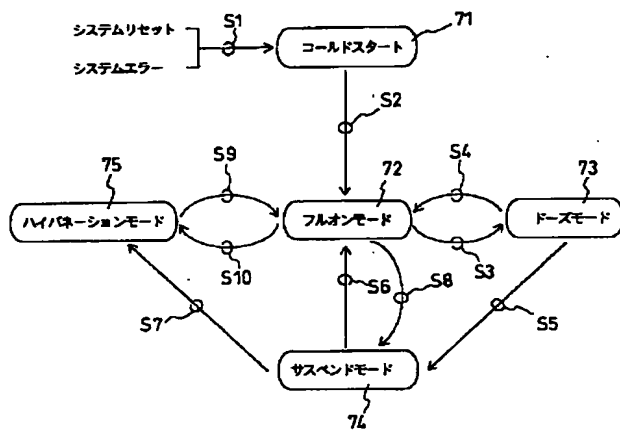 システムリセット
システムエラー
S1
コールドスタート
71
S2
75
S9
72
S4
73
ハイバネーションモード
フルオンモード
ドーズモード
S10
S6
S8
S3
S7
S5
サスペンドモード
74